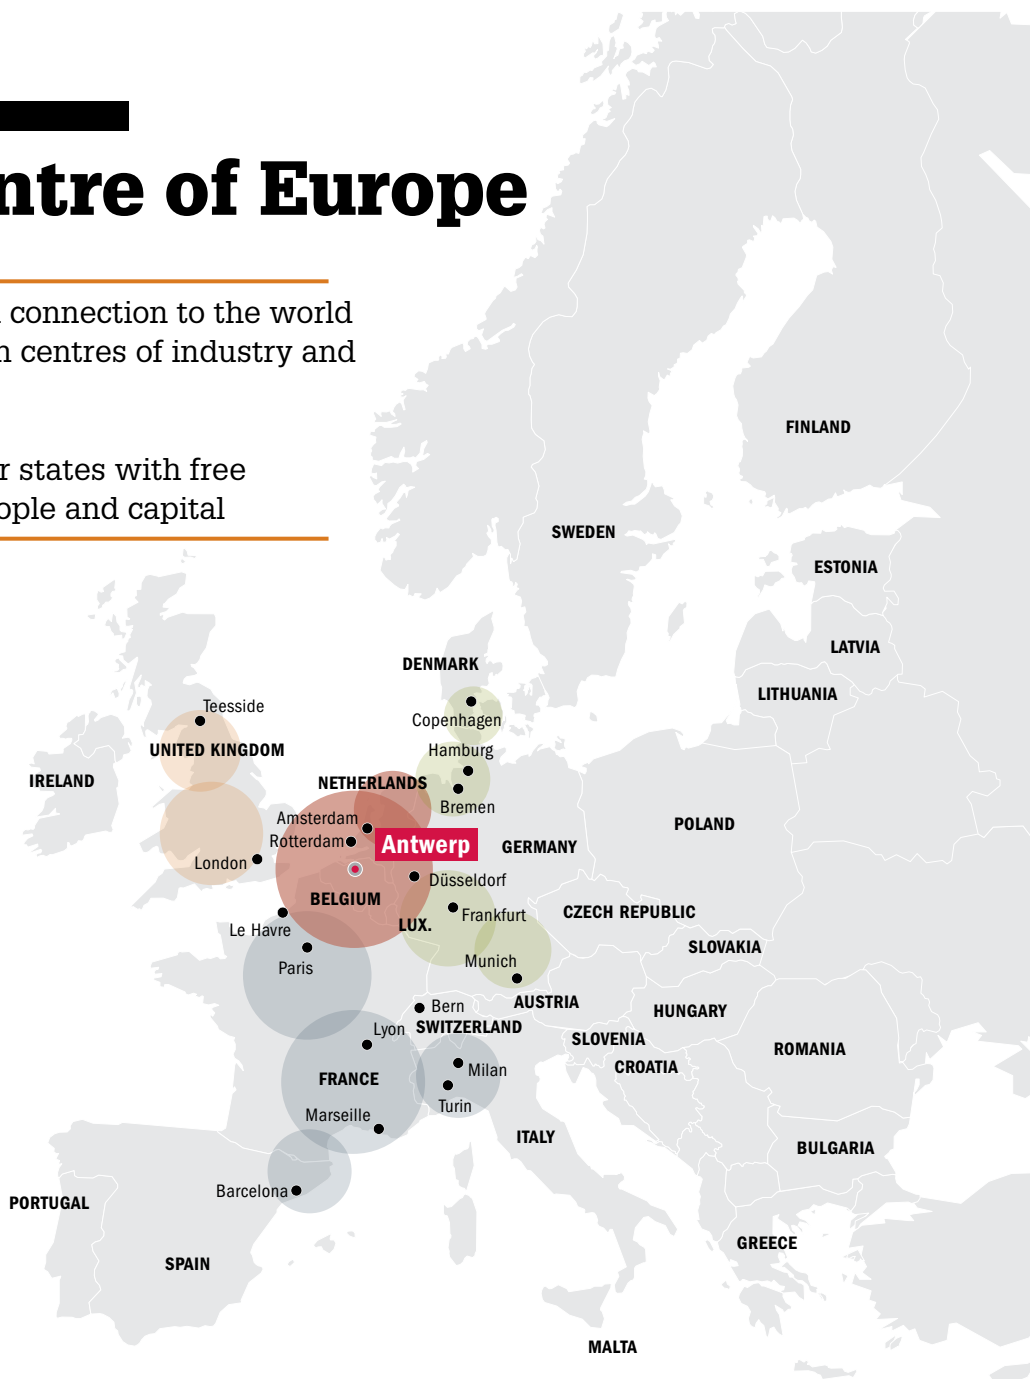 ntre of Europe
connection to the world
centres of industry and
states with free
and capital
FINLAND
SWEDEN
ESTONIA
LATVIA
DENMARK
LITHUANIA
Teesside
Copenhagen
UNITED KINGDOM
Hamburg
IRELAND
NETHERLANDS
Bremen
Amsterdam
POLAND
Rotterdam
Antwerp
GERMANY
London
Düsseldorf
BELGIUM
CZECH REPUBLIC
Frankfurt
LUX.
Le Havre
SLOVAKIA
Munich
Paris
AUSTRIA
Bern
HUNGARY
Lyon
SWITZERLAND
SLOVENIA
ROMANIA
CROATIA
Milan
FRANCE
Turin
Marseille
ITALY
BULGARIA
Barcelona
PORTUGAL
GREECE
SPAIN
MALTA